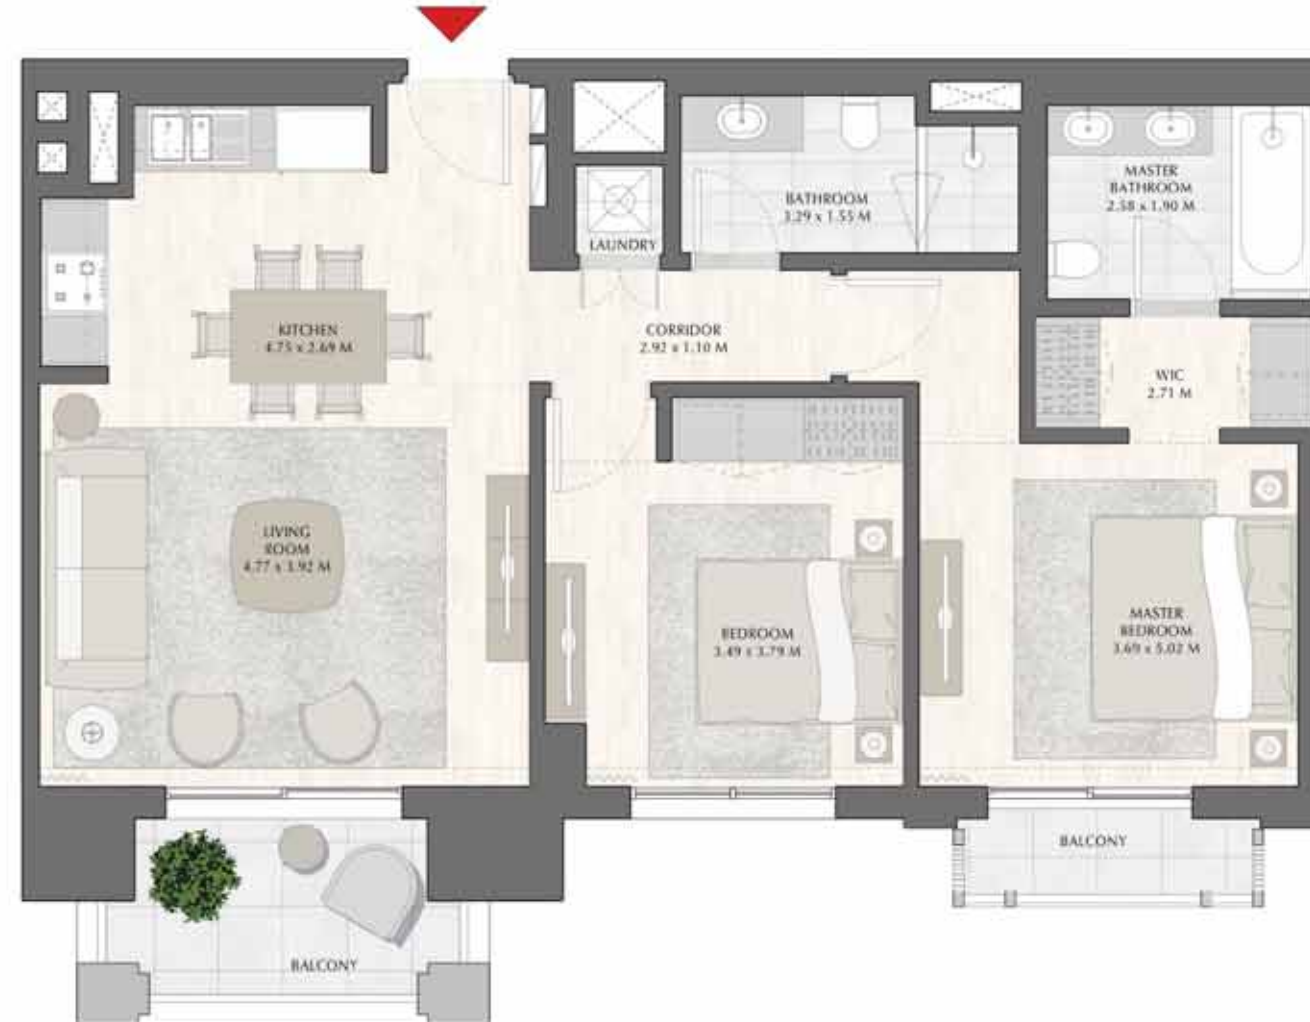 BATHROOM
3.29 x 1.55 M
MASTER
BATHROOM
2.58 x 1.90 M
LAUNDRY
KITCHEN
4.75 x 2.69 M
CORRIDOR
2.92 x 1.10 M
WIC
2.71 M
LIVING
ROOM
4.77 x 3.92 M
BEDROOM
3.49 x 3.79 M
MASTER
BEDROOM
3.69 x 5.02 M
BALCONY
BALCONY